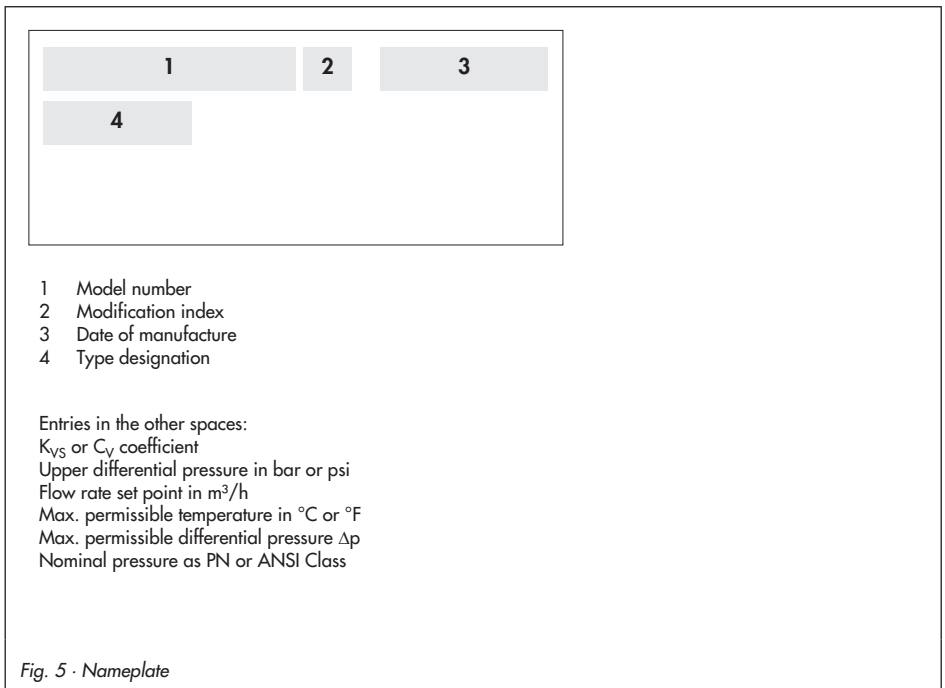 1 2 3
4
1 Model number
2 Modification index
3 Date of manufacture
4 Type designation
Entries in the other spaces:
KVS or CV coefficient
Upper differential pressure in bar or psi
Flow rate set point in m³/h
Max. permissible temperature in °C or °F
Max. permissible differential pressure Δp
Nominal pressure as PN or ANSI Class
Fig. 5 · Nameplate